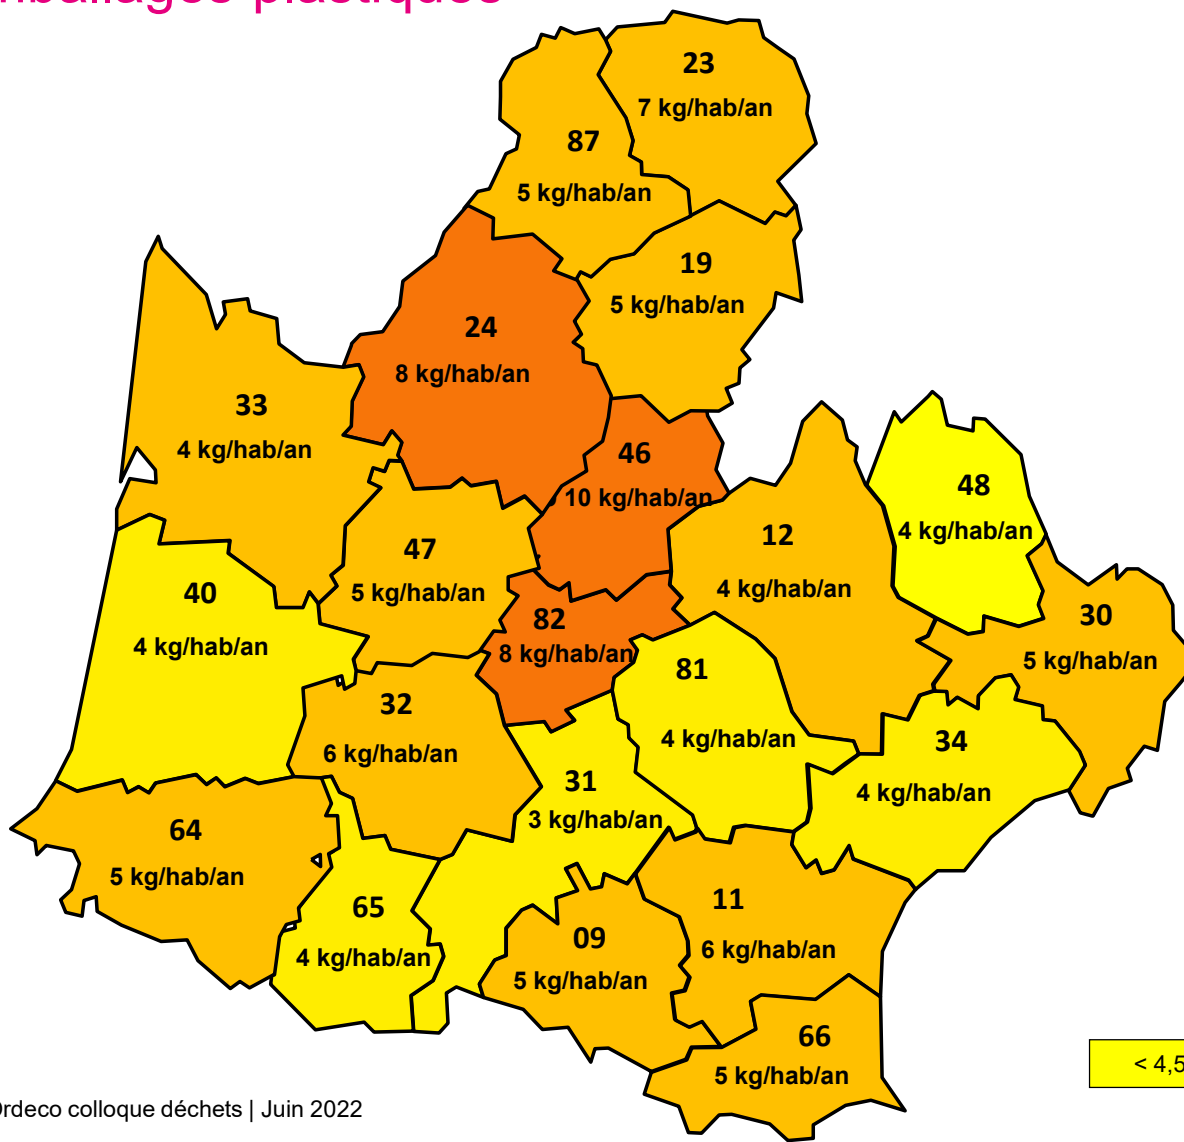 mballages plastiques
23
7 kg/hab/an
87
5 kg/hab/an
19
5 kg/hab/an
24
8 kg/hab/an
33
4 kg/hab/an
46
10 kg/hab/an
48
4 kg/hab/an
12
4 kg/hab/an
47
5 kg/hab/an
40
4 kg/hab/an
82
8 kg/hab/an
30
5 kg/hab/an
81
4 kg/hab/an
32
6 kg/hab/an
34
4 kg/hab/an
31
3 kg/hab/an
64
5 kg/hab/an
65
4 kg/hab/an
11
6 kg/hab/an
09
5 kg/hab/an
66
5 kg/hab/an
< 4,5
Ordeco colloque déchets | Juin 2022